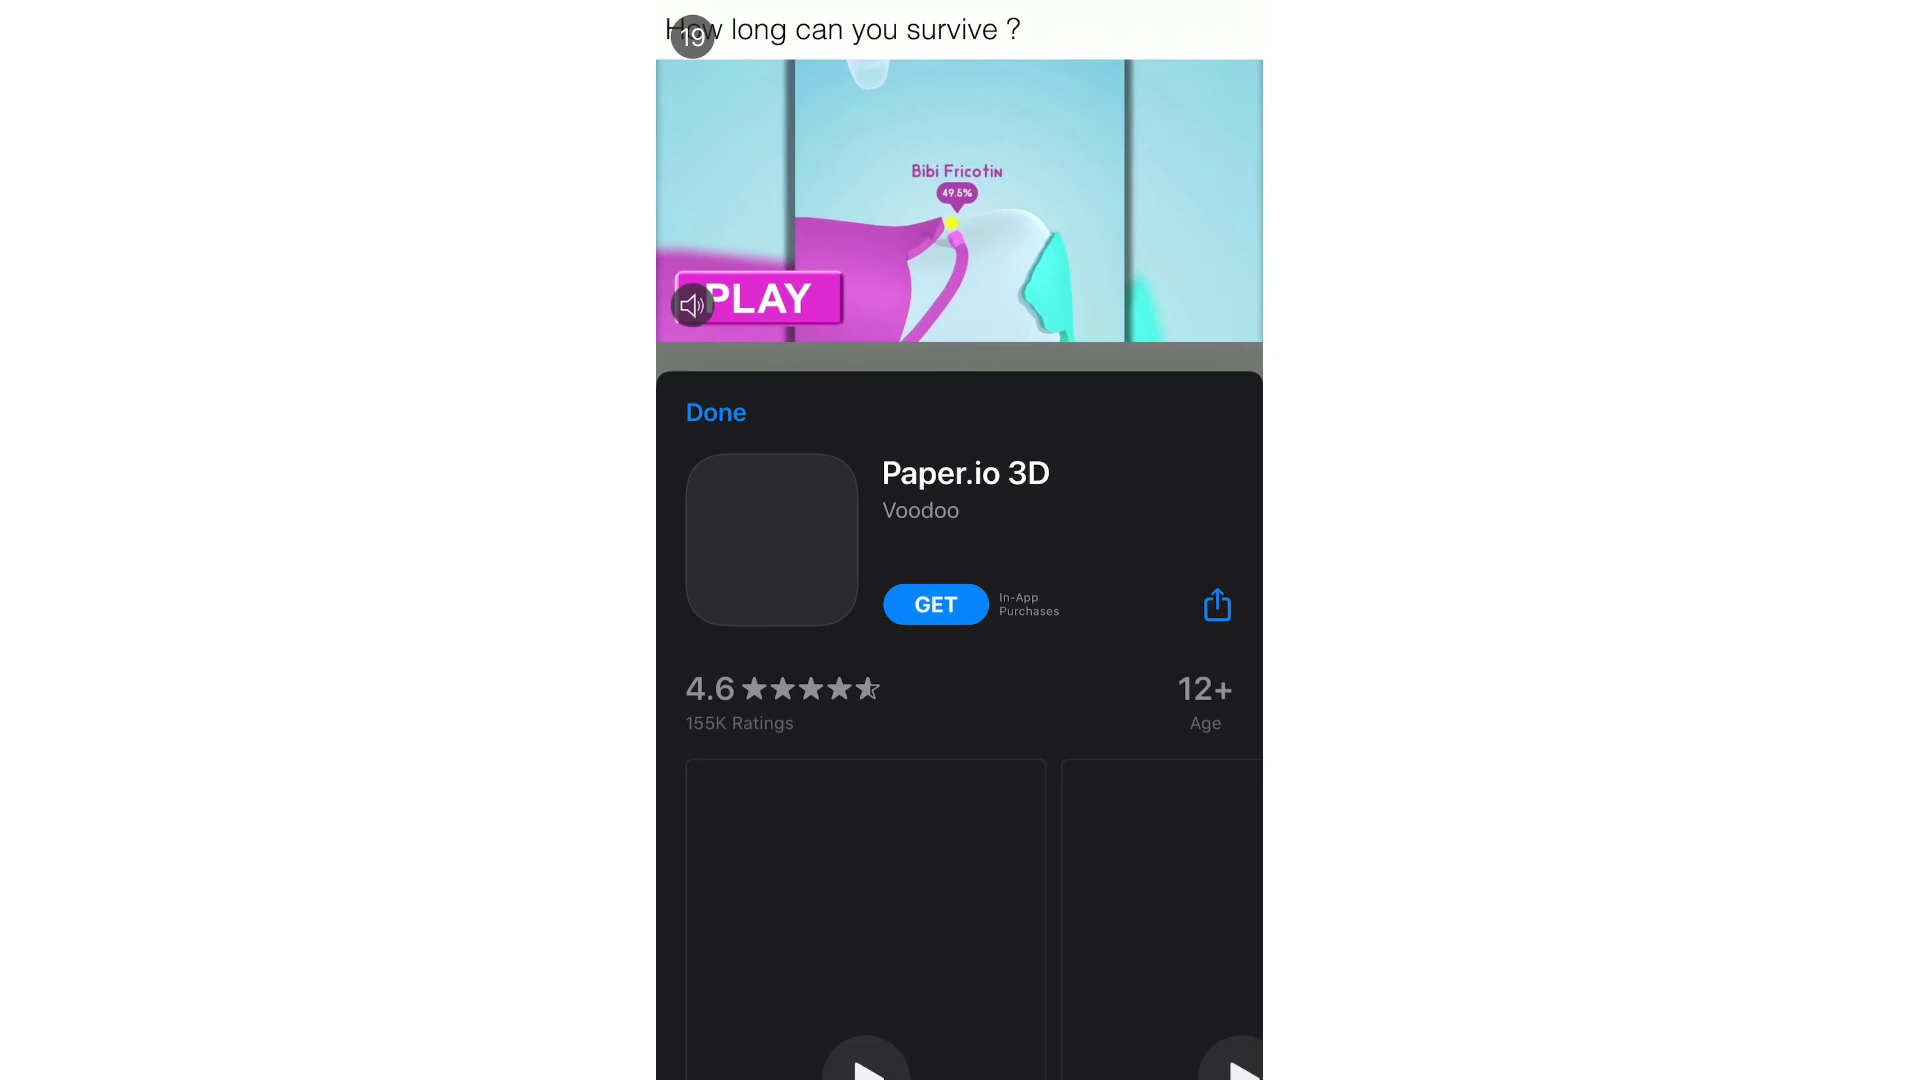 How long can you survive ?
19
Bibi Fricotin
49.5%
PLAY
Done
Paper.io 3D
Voodoo
GET
In-App
Purchases
4.6
12+
155K Ratings
Age